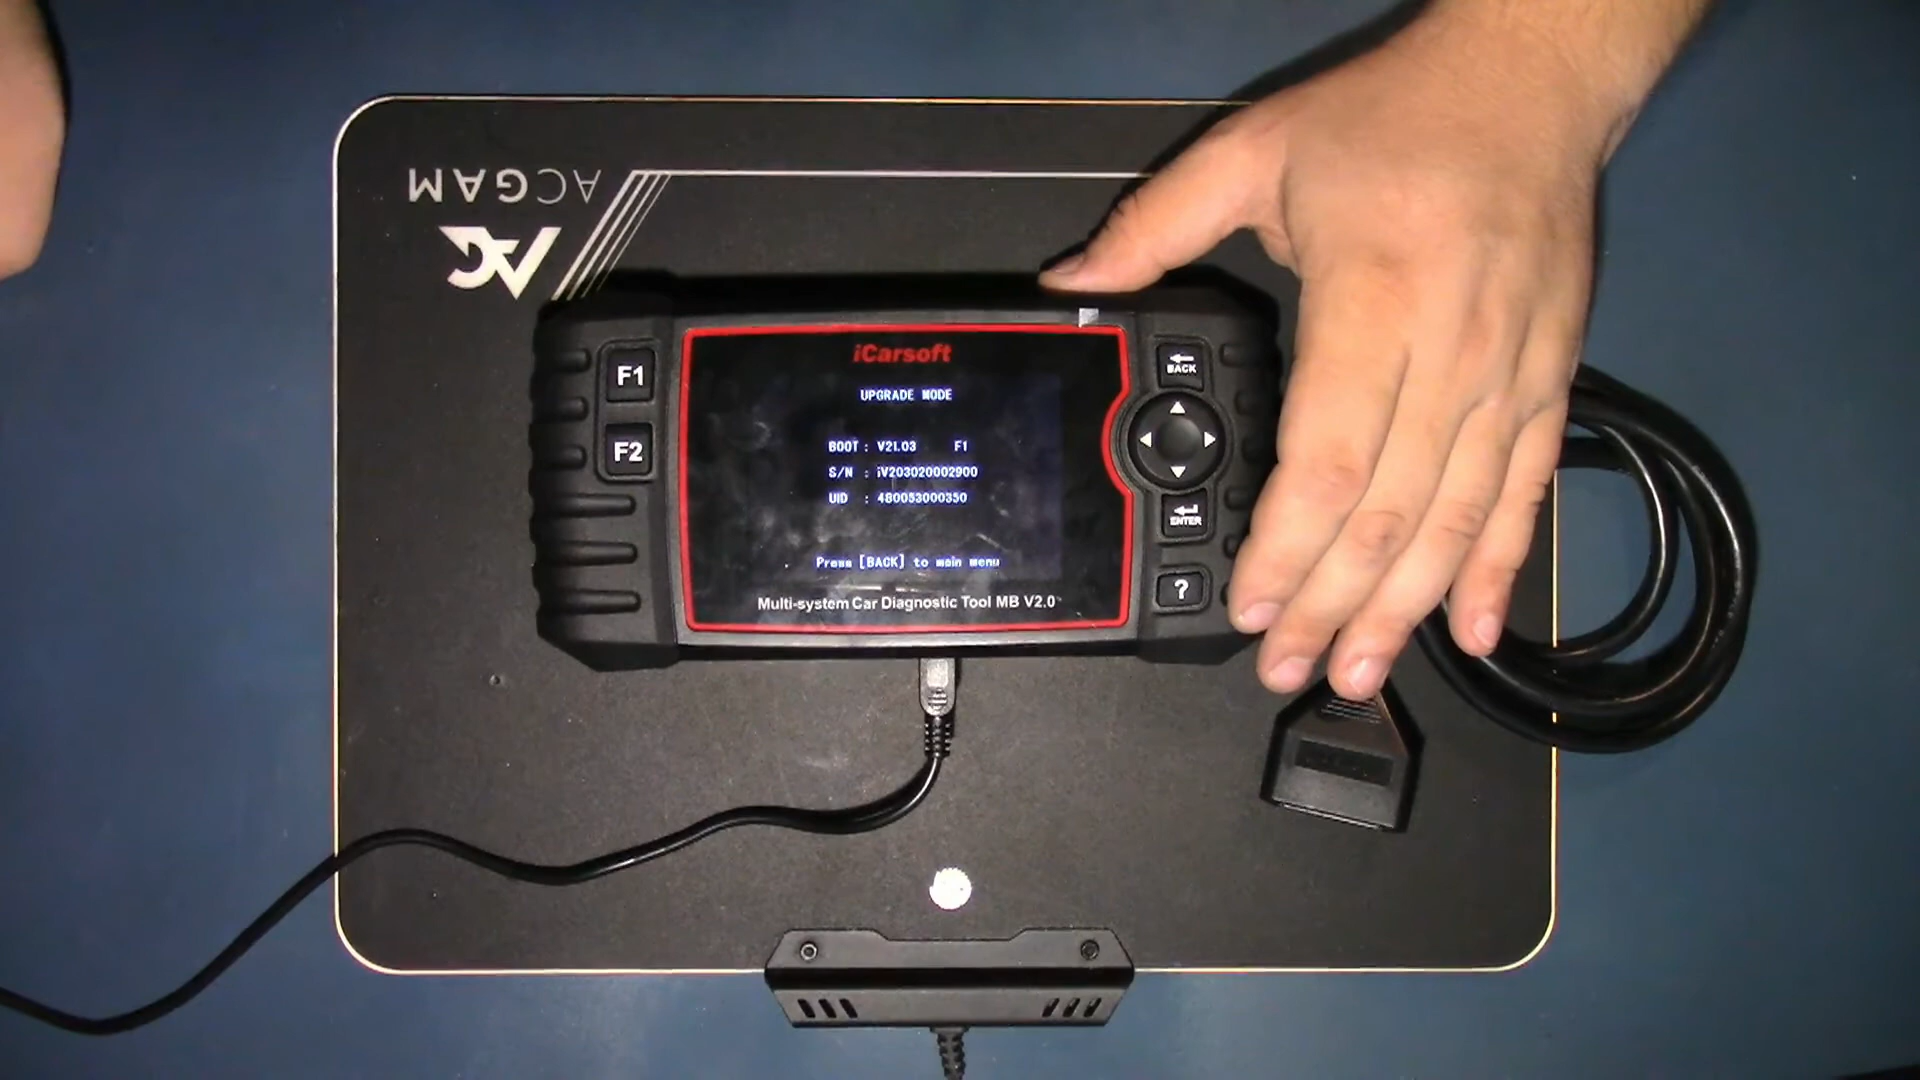 ACGAM
AC
iCarsoft
UPGRADE MODE
BOOT : V21.03 F1
S/N : iV203020002900
UID : 480053000350
Press [BACK] to main menu
Multi-system Car Diagnostic Tool MB V2.0
F1
F2
BACK
ENTER
?